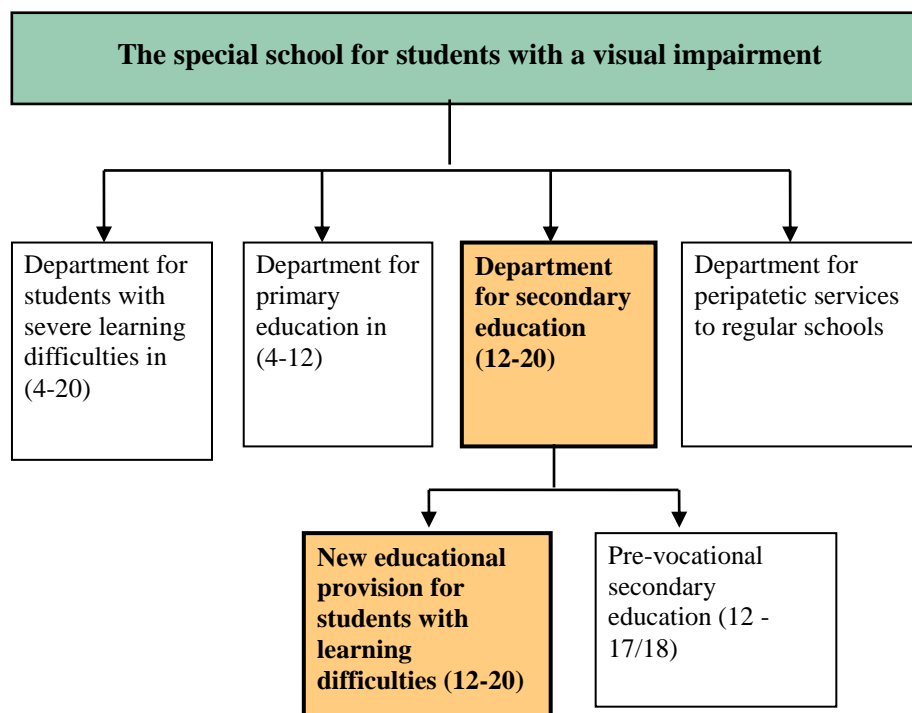 The special school for students with a visual impairment
Department for
students with
severe learning
difficulties in
(4-20)
Department for
primary
education in
(4-12)
Department
for secondary
education
(12-20)
Department for
peripatetic services
to regular schools
New educational
provision for
students with
learning
difficulties (12-20)
Pre-vocational
secondary
education (12 -
17/18)